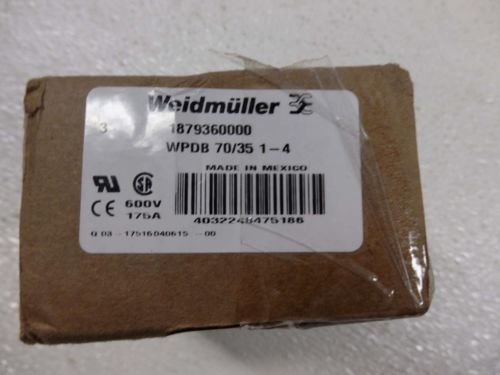 Weidmüller
3 1879360000
WPDB 70/35 1-4
MADE IN MEXICO
600V
CE 175A
4032248475186
Q 03 - 17516040615 - 00